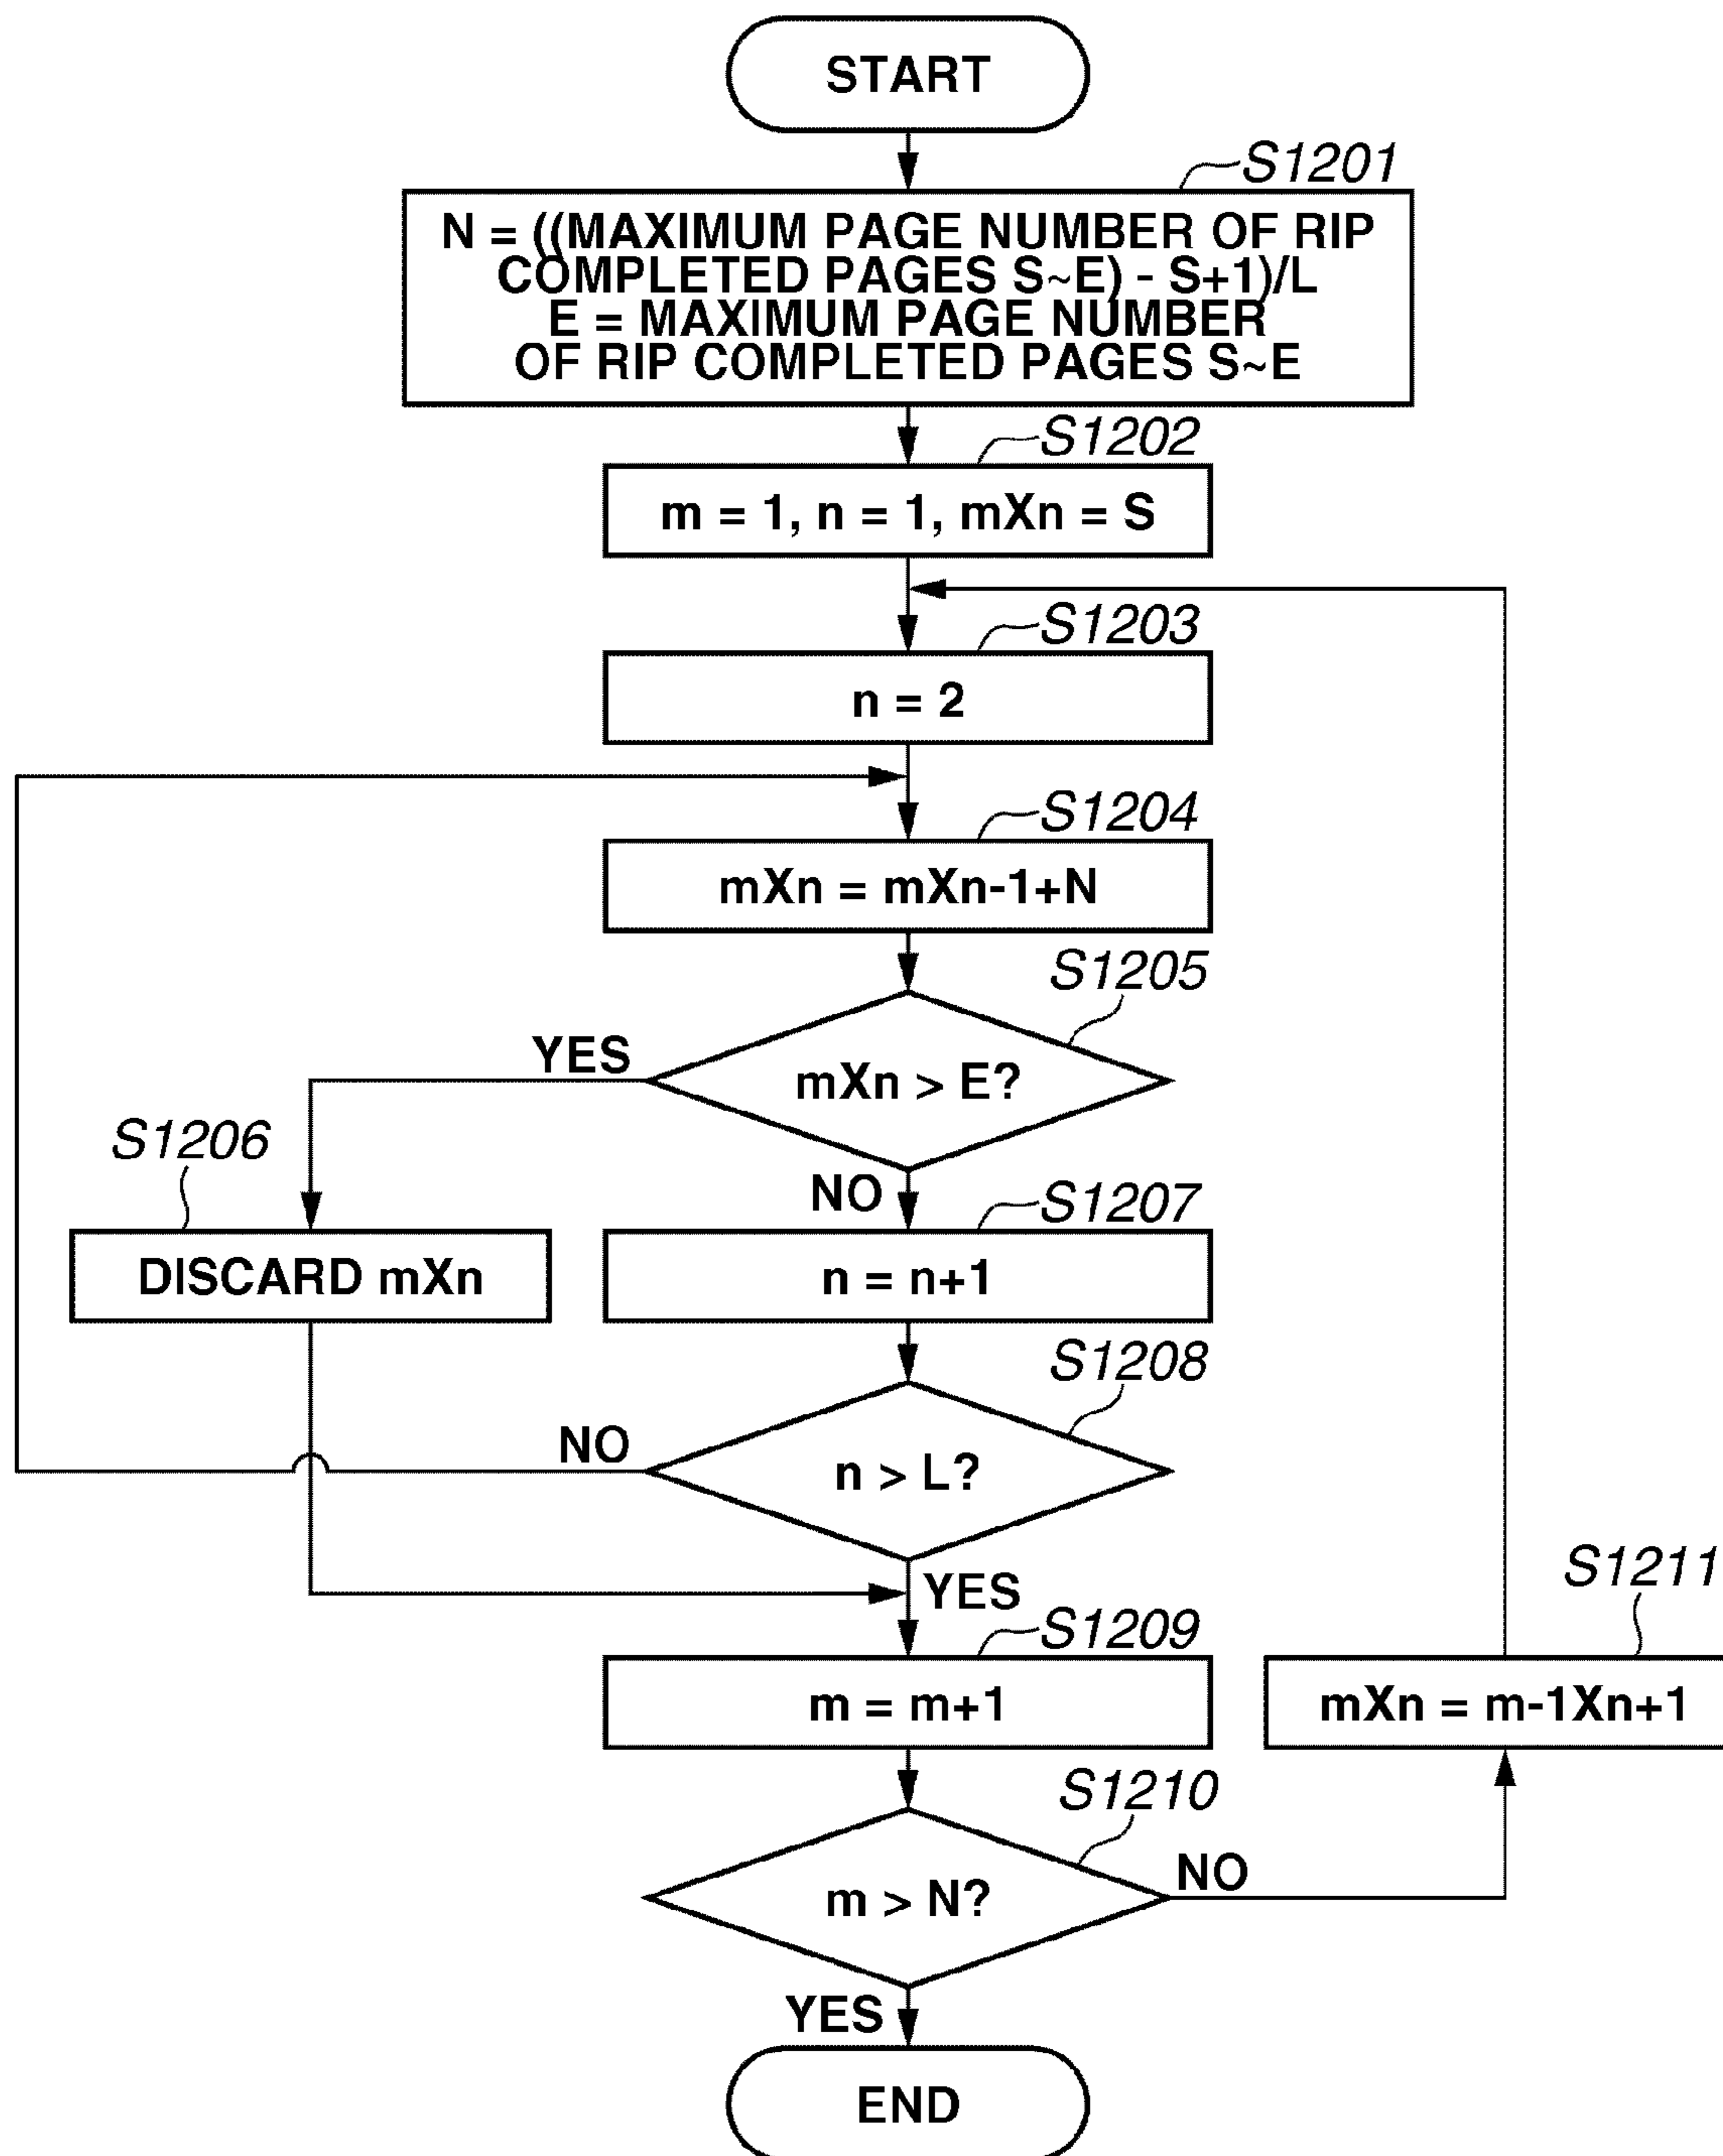 START
S1201
N = ((MAXIMUM PAGE NUMBER OF RIP
COMPLETED PAGES S~E) - S+1)/L
E = MAXIMUM PAGE NUMBER
OF RIP COMPLETED PAGES S~E
S1202
m = 1, n = 1, mXn = S
S1203
n = 2
S1204
mXn = mXn-1+N
S1205
YES
mXn > E?
S1206
NO
S1207
DISCARD mXn
n = n+1
S1208
NO
n > L?
YES
S1211
S1209
m = m+1
mXn = m-1Xn+1
S1210
NO
m > N?
YES
END